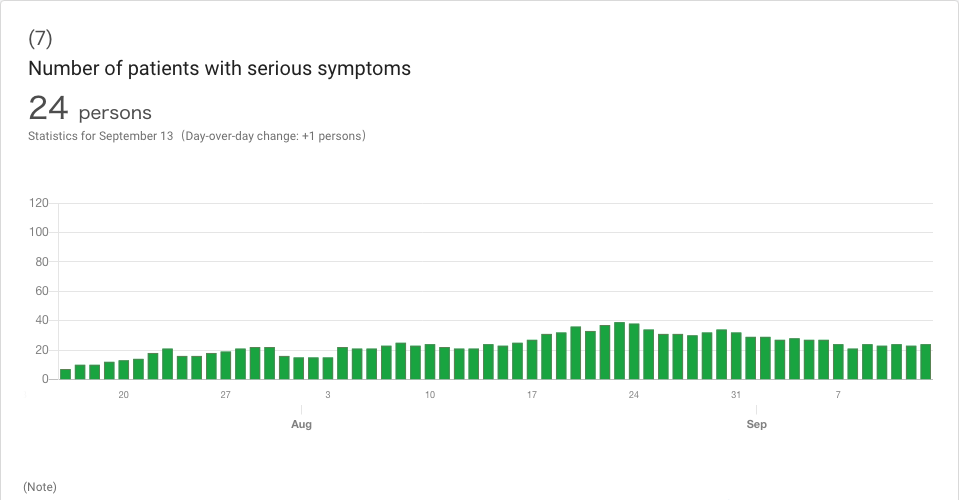 (7)
Number of patients with serious symptoms
24 persons
Statistics for September 13（Day-over-day change: +1 persons）
120
100
80
60
40
20
0
20 27 3 10 17 24 31 7
Aug Sep
(Note)